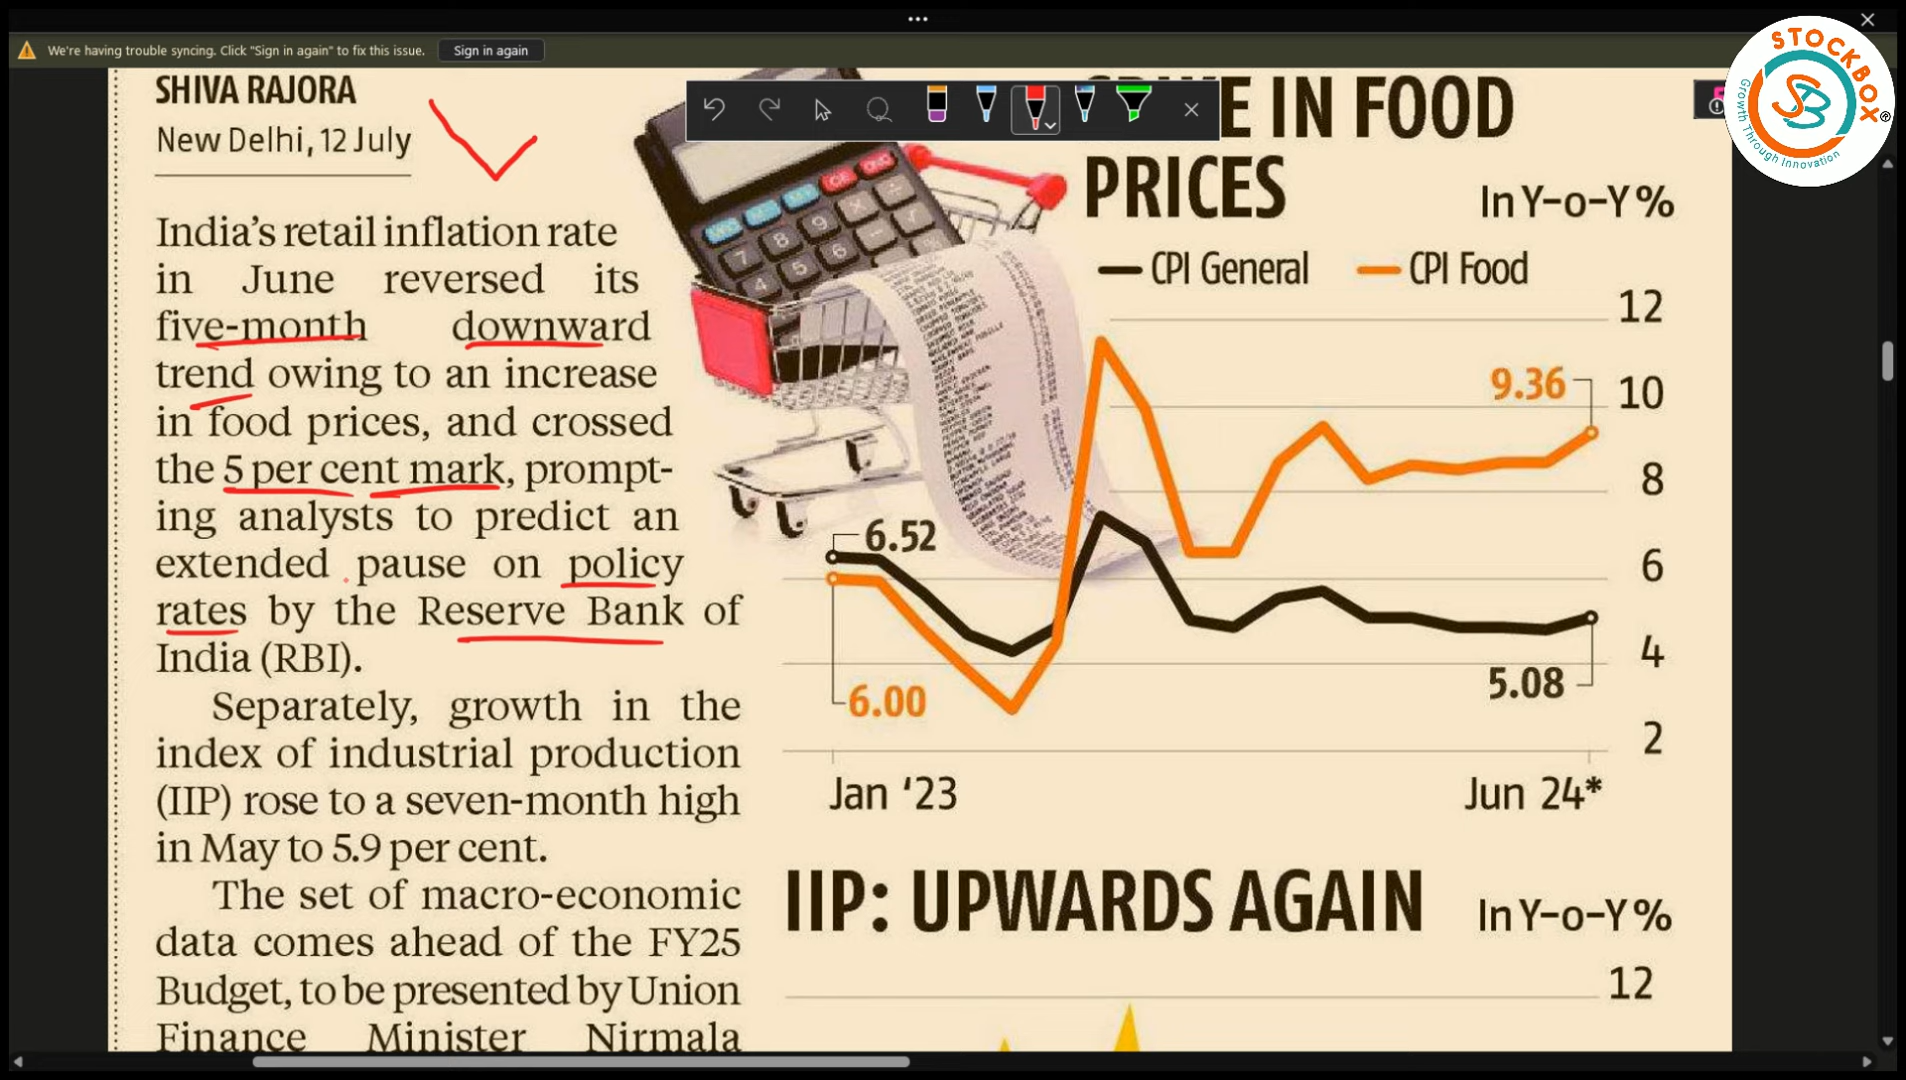 We're having trouble syncing. Click "Sign in again" to fix this issue.
Sign in again
STOCKBOX
Growth Through Innovation
SHIVA RAJORA
New Delhi, 12 July
India's retail inflation rate
in June reversed its
five-month downward
trend owing to an increase
in food prices, and crossed
the 5 per cent mark, prompt-
ing analysts to predict an
extended pause on policy
rates by the Reserve Bank of
India (RBI).
Separately, growth in the
index of industrial production
(IIP) rose to a seven-month high
in May to 5.9 per cent.
The set of macro-economic
data comes ahead of the FY25
Budget, to be presented by Union
Finance Minister Nirmala
E IN FOOD
PRICES
In Y-o-Y %
CPI General
CPI Food
12
10
8
6
4
2
9.36
6.52
6.00
5.08
Jan '23
Jun 24*
IIP: UPWARDS AGAIN
In Y-o-Y %
12